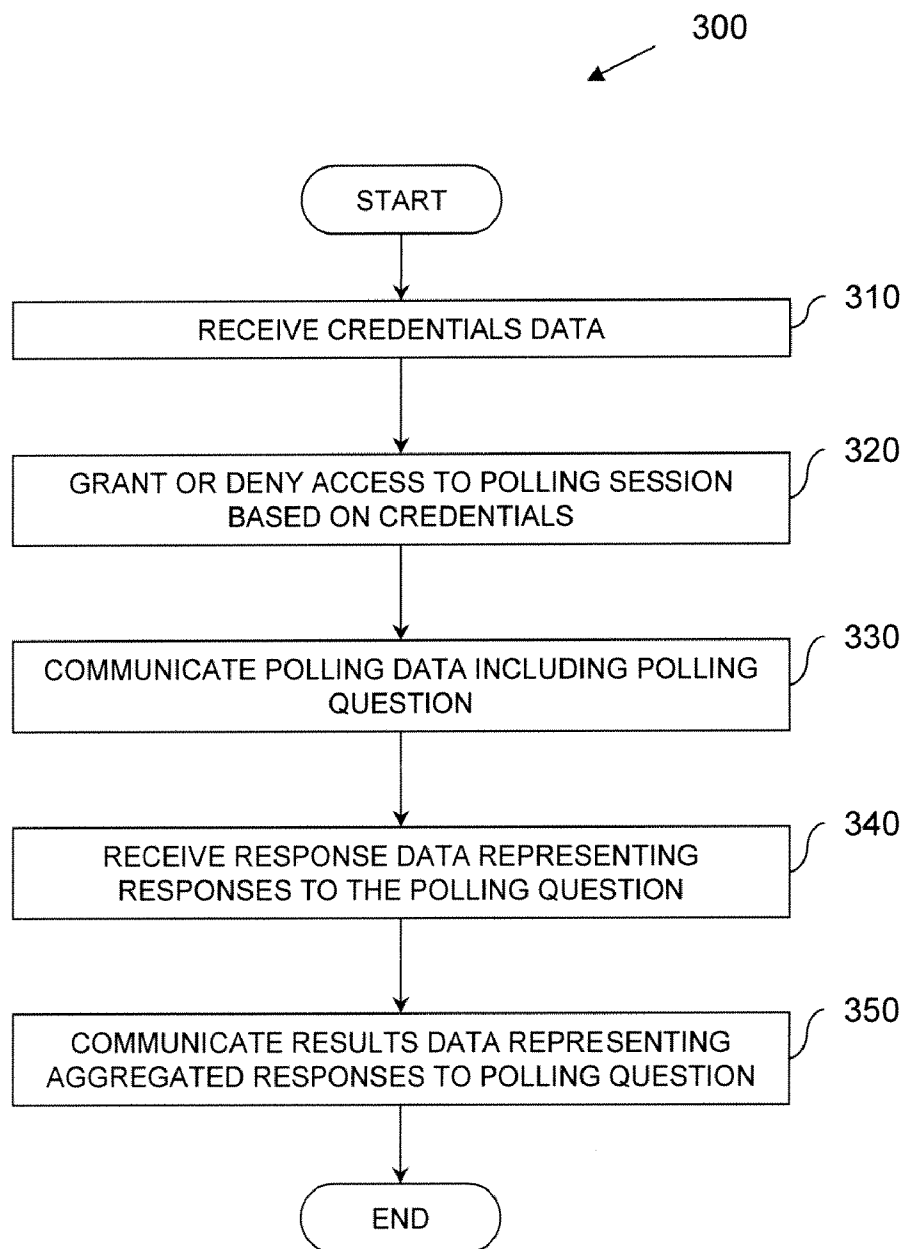 300
START
RECEIVE CREDENTIALS DATA
310
GRANT OR DENY ACCESS TO POLLING SESSION
BASED ON CREDENTIALS
320
COMMUNICATE POLLING DATA INCLUDING POLLING
QUESTION
330
RECEIVE RESPONSE DATA REPRESENTING
RESPONSES TO THE POLLING QUESTION
340
COMMUNICATE RESULTS DATA REPRESENTING
AGGREGATED RESPONSES TO POLLING QUESTION
350
END